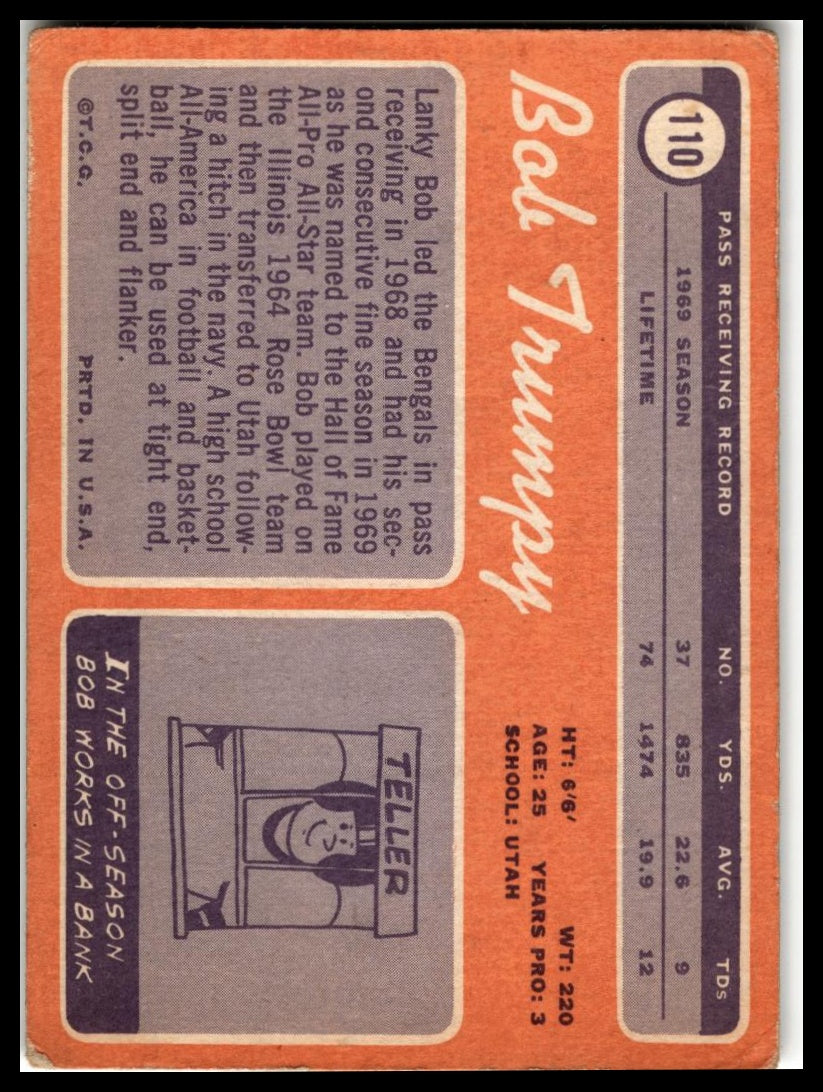 110
PASS RECEIVING RECORD NO. YDS. AVG. TDs
1969 SEASON 37 835 22.6 9
LIFETIME 74 1474 19.9 12
Bob Trumpy
HT: 6'6' WT: 220
AGE: 25 YEARS PRO: 3
SCHOOL: UTAH
Lanky Bob led the Bengals in pass
receiving in 1968 and had his sec-
ond consecutive fine season in 1969
as he was named to the Hall of Fame
All-Pro All-Star team. Bob played on
the Illinois 1964 Rose Bowl team
and then transferred to Utah follow-
ing a hitch in the navy. A high school
All-America in football and basket-
ball, he can be used at tight end,
split end and flanker.
©T.C.G. PRTD. IN U.S.A.
TELLER
IN THE OFF-SEASON
BOB WORKS IN A BANK